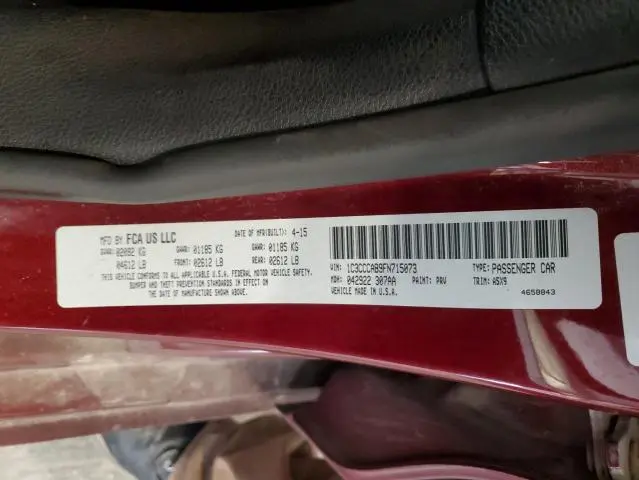 MFD BY FCA US LLC DATE OF MFR(BUILT): 4-15
GVWR: 02092 KG GAWR: 01185 KG GAWR: 01185 KG
04612 LB FRONT: 02612 LB REAR: 02612 LB
THIS VEHICLE CONFORMS TO ALL APPLICABLE U.S.A. FEDERAL MOTOR VEHICLE SAFETY,
BUMPER AND THEFT PREVENTION STANDARDS IN EFFECT ON
THE DATE OF MANUFACTURE SHOWN ABOVE.
VIN: 1C3CCCAB9FN715073 TYPE: PASSENGER CAR
MDH: 042922 307AA PAINT: PRV TRIM: A5X9
VEHICLE MADE IN U.S.A. 4658843